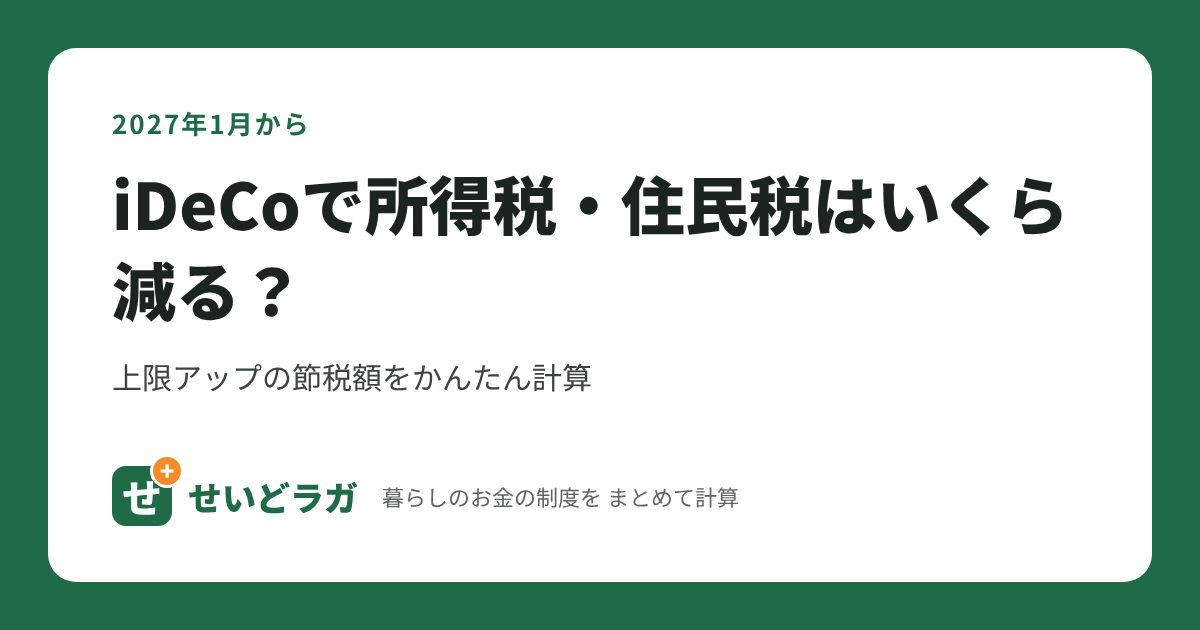 2027年1月から
iDeCoで所得税・住民税はいくら
減る？
上限アップの節税額をかんたん計算
せ+
せいどラガ 暮らしのお金の制度を まとめて計算